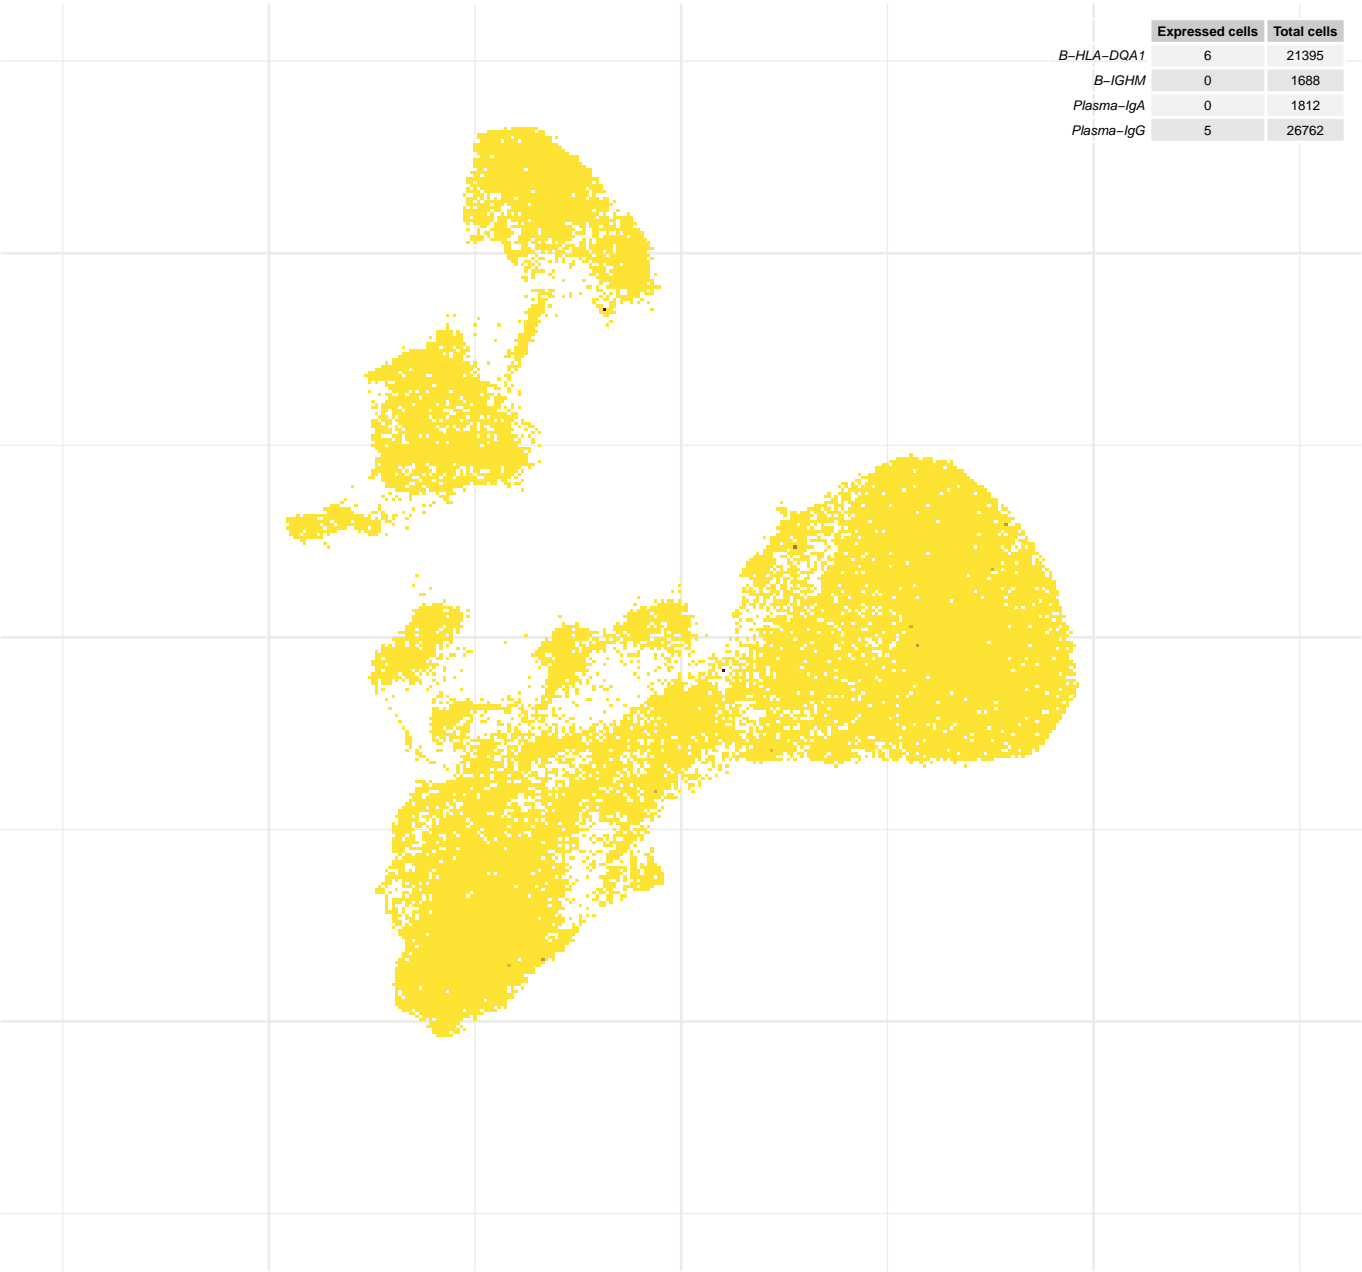 Expressed cells Total cells
B−HLA−DQA1 6 21395
B−IGHM 0 1688
Plasma−IgA 0 1812
Plasma−IgG 5 26762